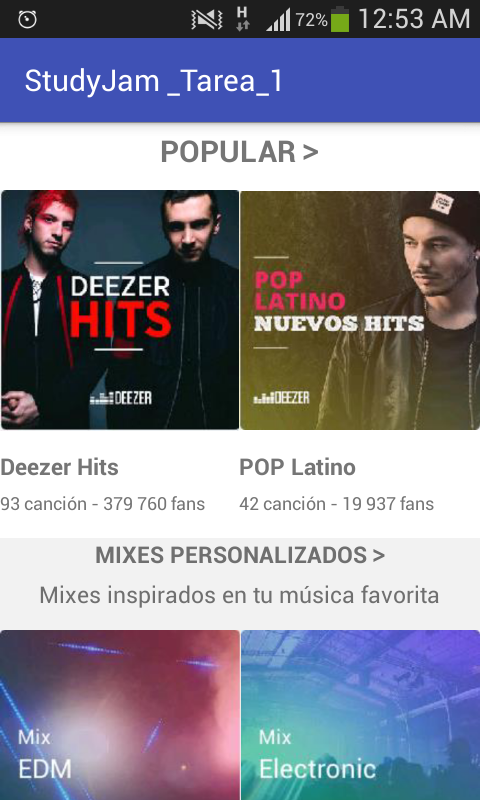 H 72% 12:53 AM
StudyJam _Tarea_1
POPULAR >
DEEZER
HITS
DEEZER
POP
LATINO
NUEVOS HITS
DEEZER
Deezer Hits
93 canción - 379 760 fans
POP Latino
42 canción - 19 937 fans
MIXES PERSONALIZADOS >
Mixes inspirados en tu música favorita
Mix
EDM
Mix
Electronic